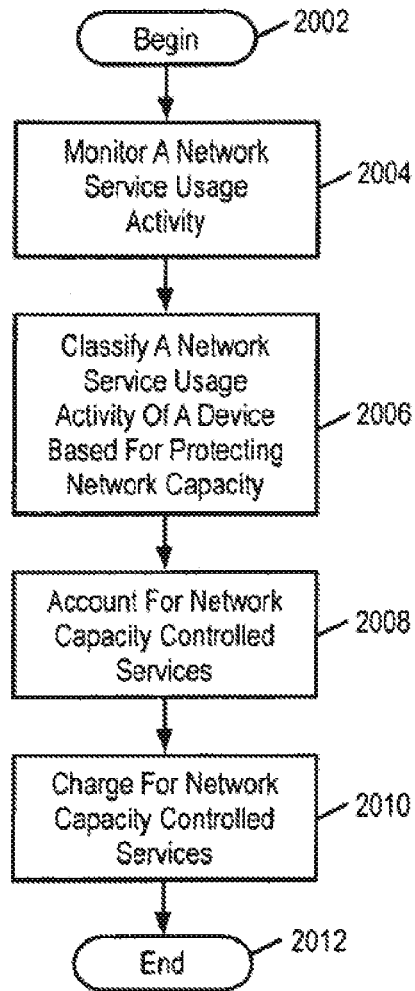 Begin
2002
Monitor A Network
Service Usage
Activity
2004
Classify A Network
Service Usage
Activity Of A Device
Based For Protecting
Network Capacity
2006
Account For Network
Capacity Controlled
Services
2008
Charge For Network
Capacity Controlled
Services
2010
End
2012